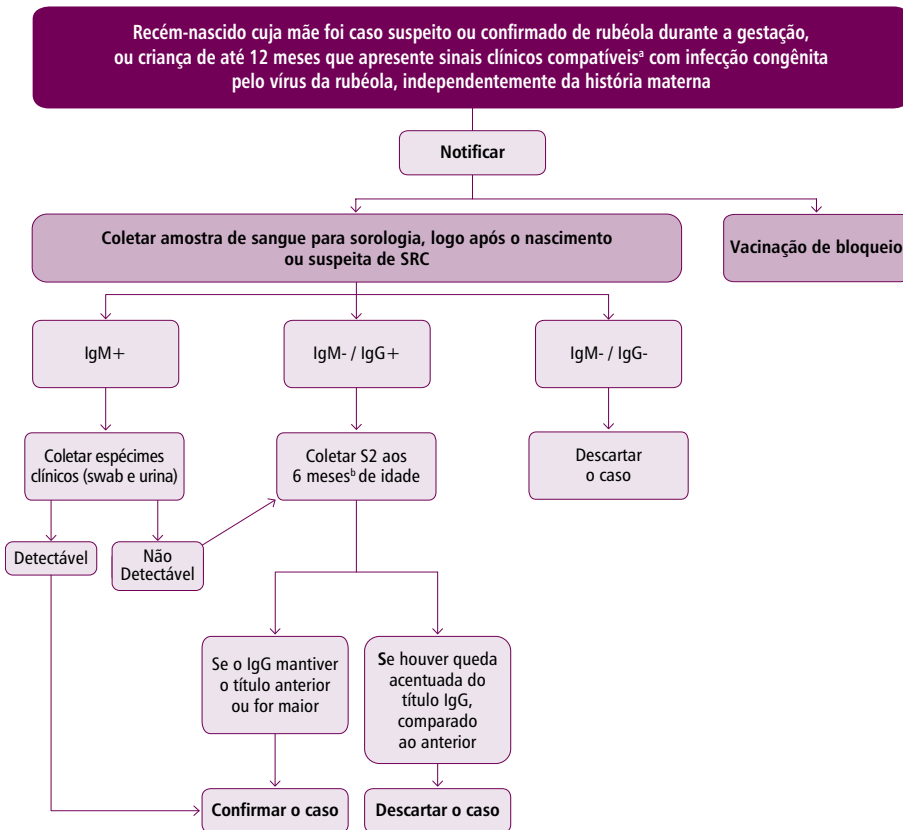 Recém-nascido cuja mãe foi caso suspeito ou confirmado de rubéola durante a gestação,
ou criança de até 12 meses que apresente sinais clínicos compatíveisª com infecção congênita
pelo vírus da rubéola, independentemente da história materna
Notificar
Coletar amostra de sangue para sorologia, logo após o nascimento
ou suspeita de SRC
Vacinação de bloqueio
IgM+
IgM- / IgG+
IgM- / IgG-
Coletar espécimes
clínicos (swab e urina)
Coletar S2 aos
6 mesesᵇ de idade
Descartar
o caso
Detectável
Não
Detectável
Se o IgG mantiver
o título anterior
ou for maior
Se houver queda
acentuada do
título IgG,
comparado
ao anterior
Confirmar o caso
Descartar o caso